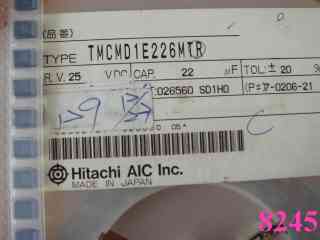 (品番)
TYPE TMCMD1E226MTR
R.V. 25 VDC CAP. 22 μF TOL: ± 20 %
026560 SD1H0 (P=ア-0206-21
Hitachi AIC Inc.
MADE IN JAPAN
8245